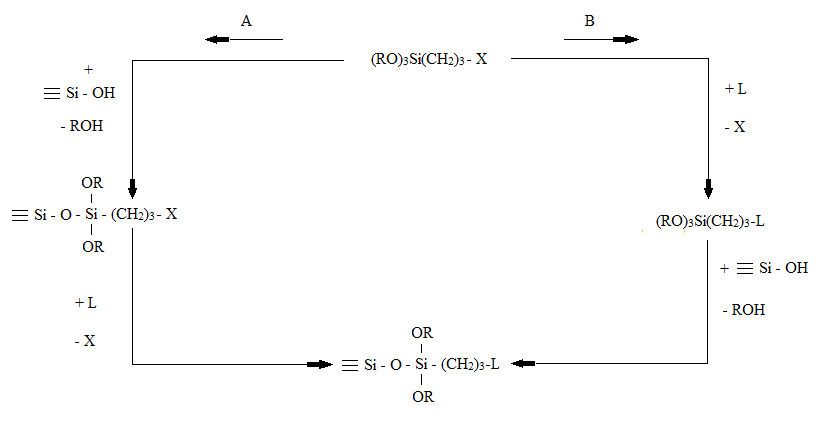 A
B
(RO)3Si(CH2)3 - X
+
≡ Si - OH
- ROH
+ L
- X
OR
≡ Si - O - Si - (CH2)3 - X
OR
(RO)3Si(CH2)3-L
+ ≡ Si - OH
- ROH
+ L
- X
OR
≡ Si - O - Si - (CH2)3-L
OR